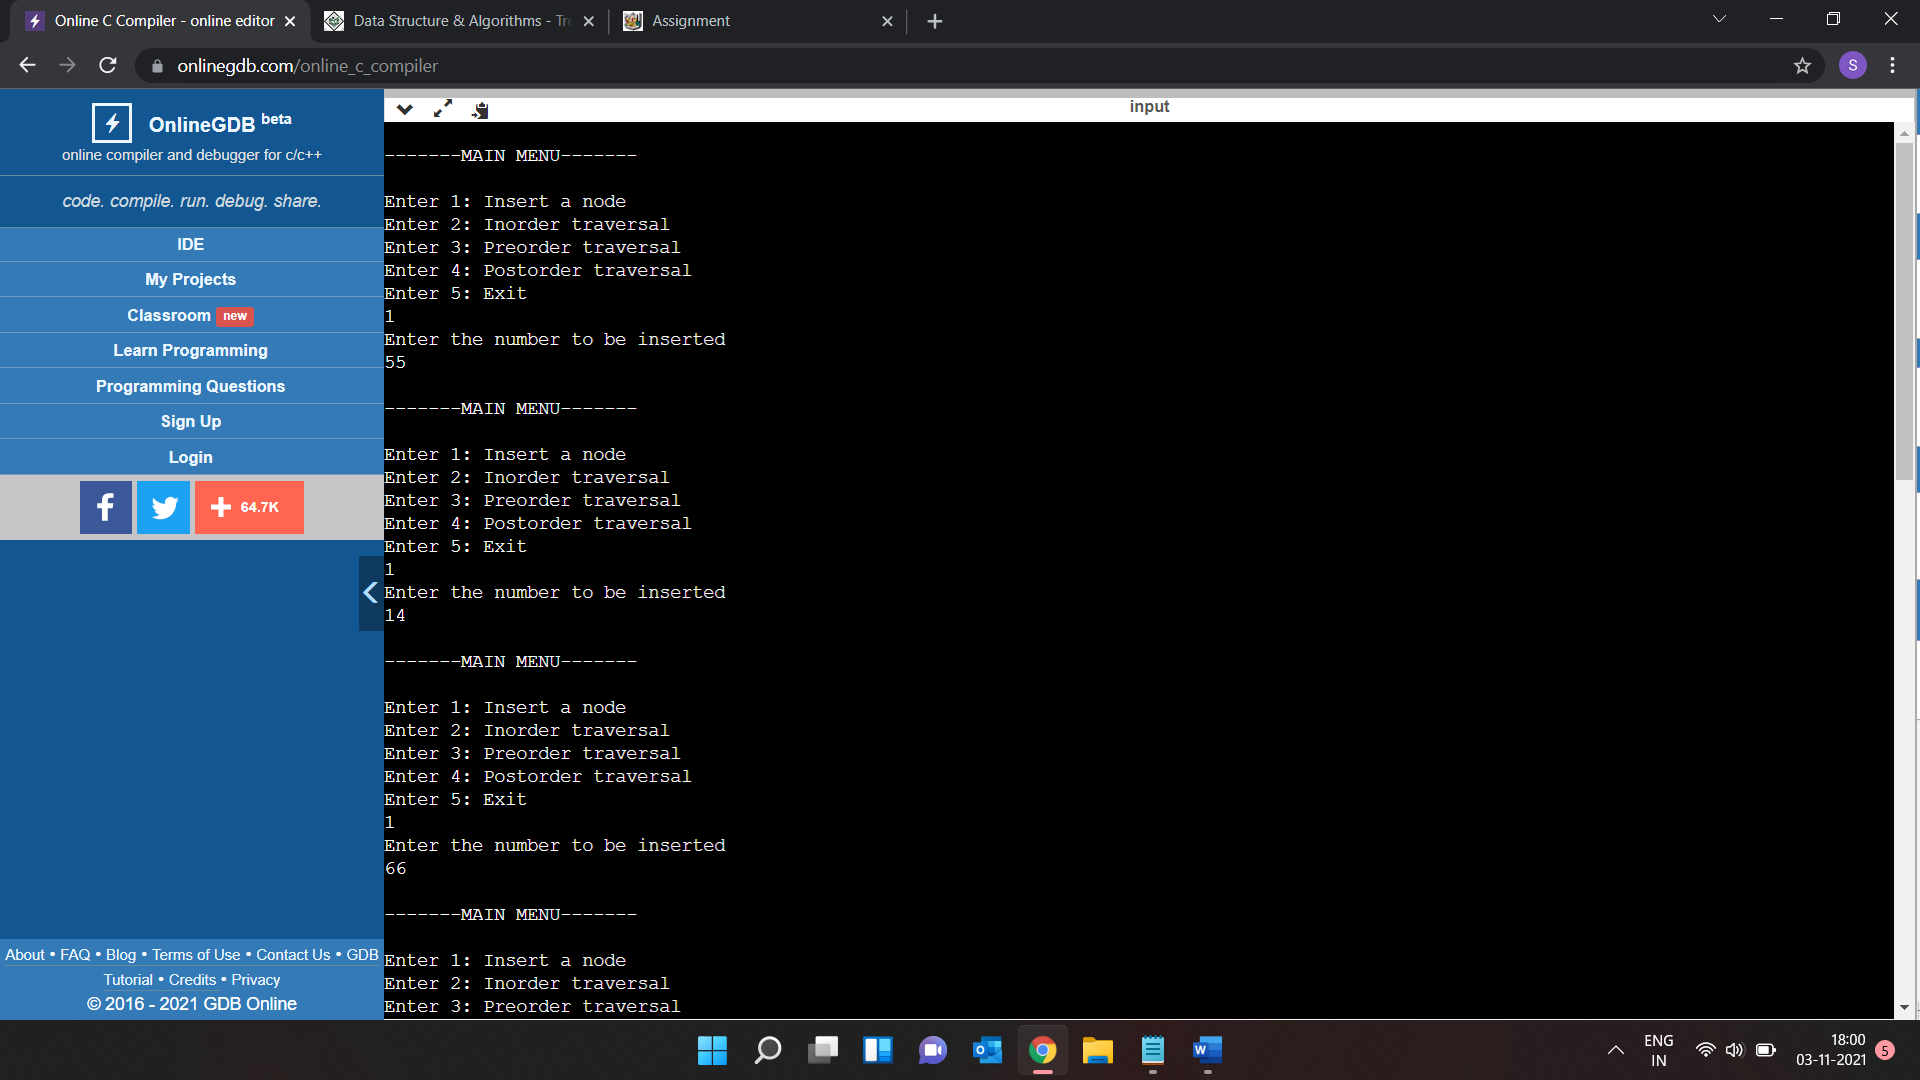 Online C Compiler - online editor
Data Structure & Algorithms - Tre
Assignment
onlinegdb.com/online_c_compiler
S
OnlineGDB beta
online compiler and debugger for c/c++
code. compile. run. debug. share.
IDE
My Projects
Classroom new
Learn Programming
Programming Questions
Sign Up
Login
64.7K
About • FAQ • Blog • Terms of Use • Contact Us • GDB
Tutorial • Credits • Privacy
© 2016 - 2021 GDB Online
input
-------MAIN MENU-------
Enter 1: Insert a node
Enter 2: Inorder traversal
Enter 3: Preorder traversal
Enter 4: Postorder traversal
Enter 5: Exit
1
Enter the number to be inserted
55
-------MAIN MENU-------
Enter 1: Insert a node
Enter 2: Inorder traversal
Enter 3: Preorder traversal
Enter 4: Postorder traversal
Enter 5: Exit
1
Enter the number to be inserted
14
-------MAIN MENU-------
Enter 1: Insert a node
Enter 2: Inorder traversal
Enter 3: Preorder traversal
Enter 4: Postorder traversal
Enter 5: Exit
1
Enter the number to be inserted
66
-------MAIN MENU-------
Enter 1: Insert a node
Enter 2: Inorder traversal
Enter 3: Preorder traversal
ENG
IN
18:00
03-11-2021
5